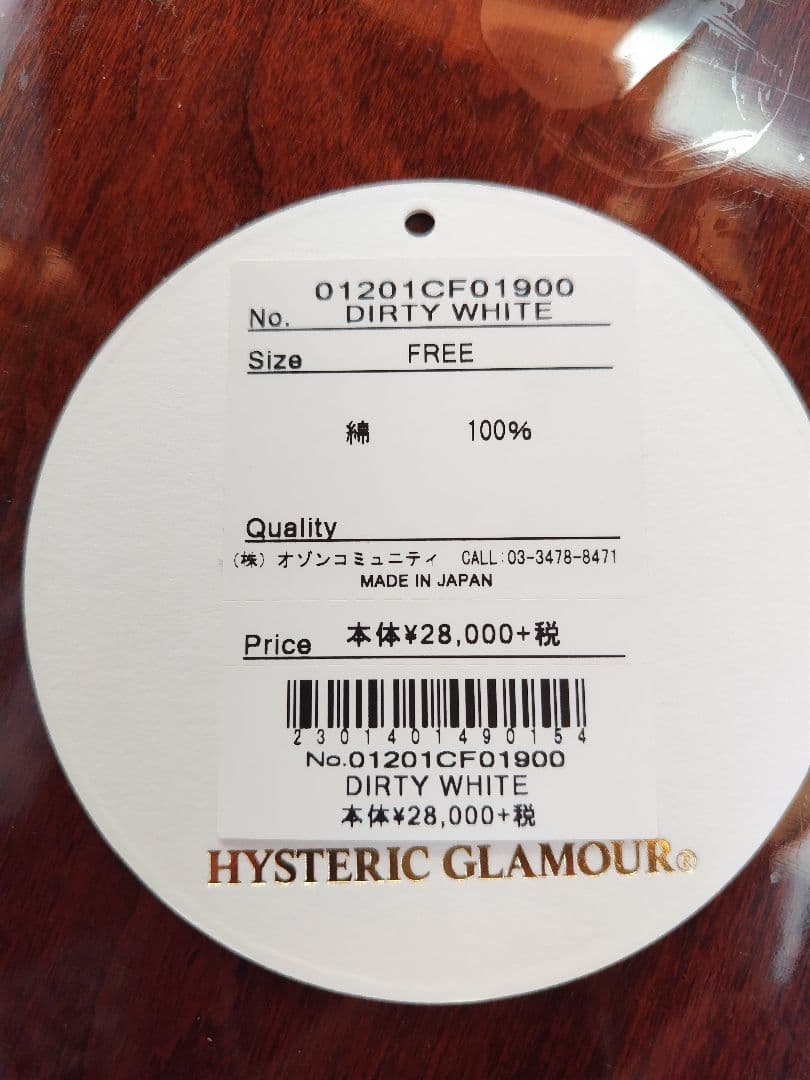 01201CF01900
No. DIRTY WHITE
Size FREE
綿 100%
Quality
(株) オゾンコミュニティ CALL:03-3478-8471
MADE IN JAPAN
Price 本体¥28,000+税
2301401490154
No.01201CF01900
DIRTY WHITE
本体¥28,000+税
HYSTERIC GLAMOUR®